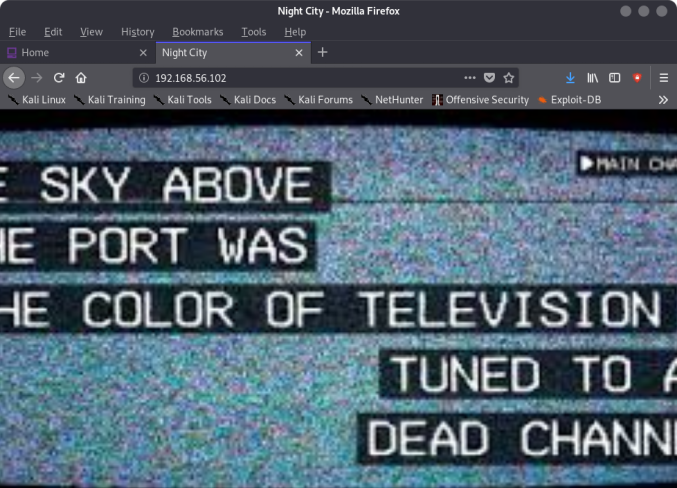 Night City - Mozilla Firefox
File Edit View History Bookmarks Tools Help
Home × Night City × +
192.168.56.102
Kali Linux Kali Training Kali Tools Kali Docs Kali Forums NetHunter Offensive Security Exploit-DB
E SKY ABOVE
MAIN CHA
HE PORT WAS
HE COLOR OF TELEVISION
TUNED TO A
DEAD CHANN